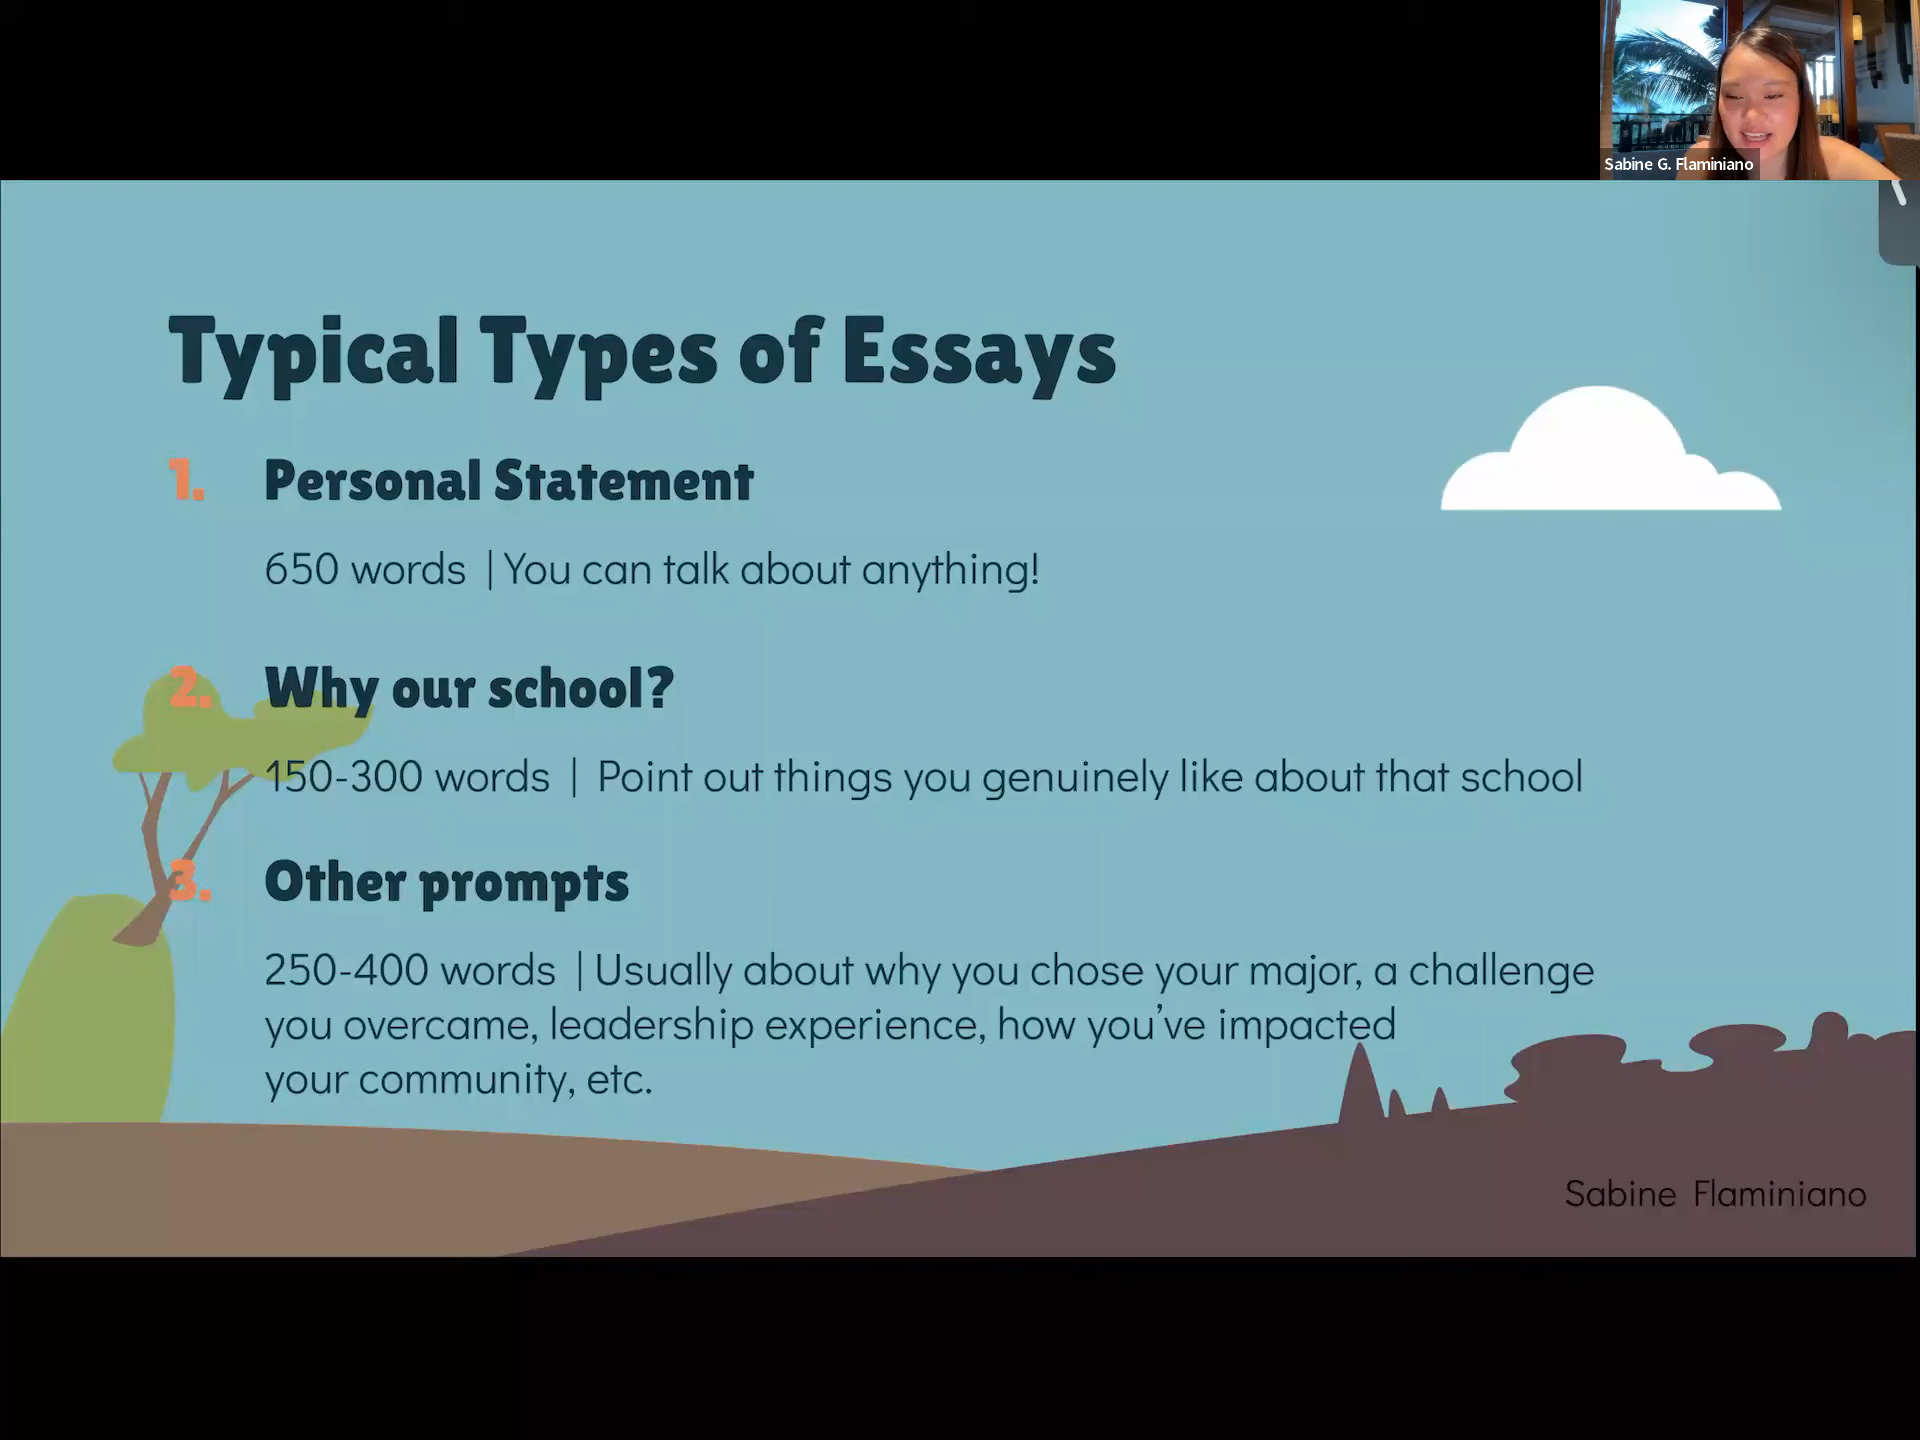 Sabine G. Flaminiano
Typical Types of Essays
1. Personal Statement
650 words | You can talk about anything!
2. Why our school?
150-300 words | Point out things you genuinely like about that school
3. Other prompts
250-400 words | Usually about why you chose your major, a challenge
you overcame, leadership experience, how you've impacted
your community, etc.
Sabine Flaminiano